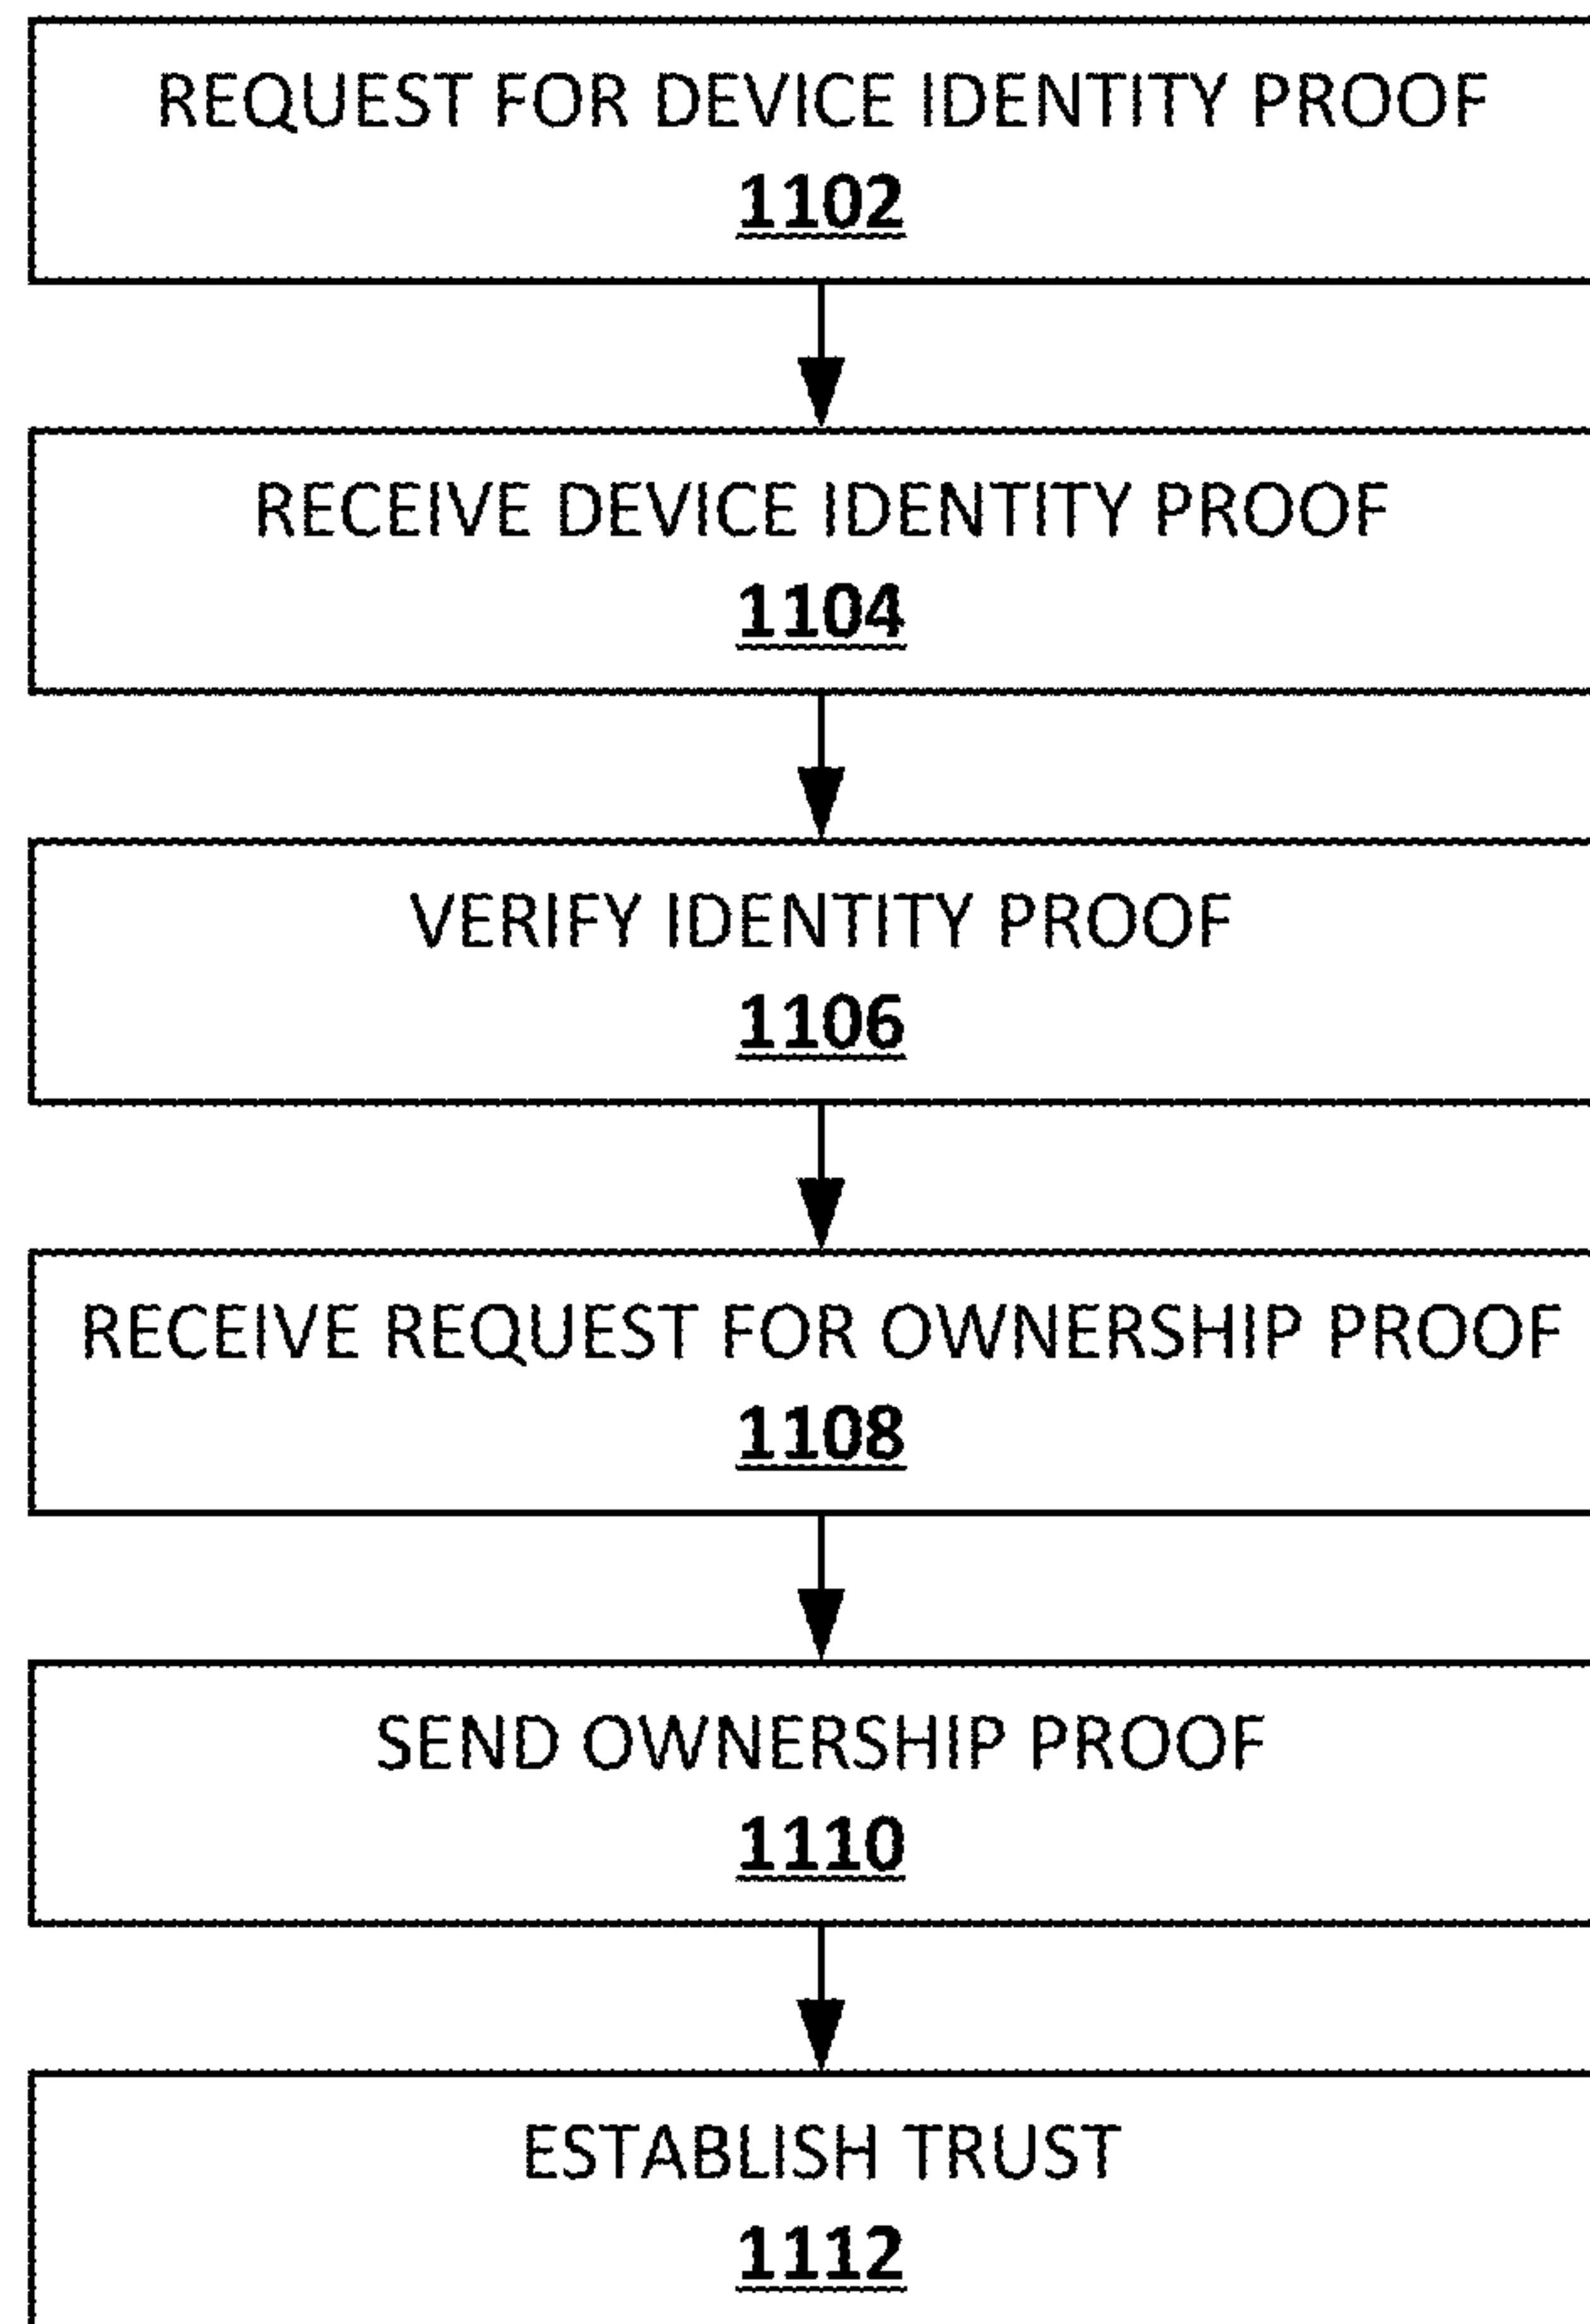 REQUEST FOR DEVICE IDENTITY PROOF
1102
RECEIVE DEVICE IDENTITY PROOF
1104
VERIFY IDENTITY PROOF
1106
RECEIVE REQUEST FOR OWNERSHIP PROOF
1108
SEND OWNERSHIP PROOF
1110
ESTABLISH TRUST
1112